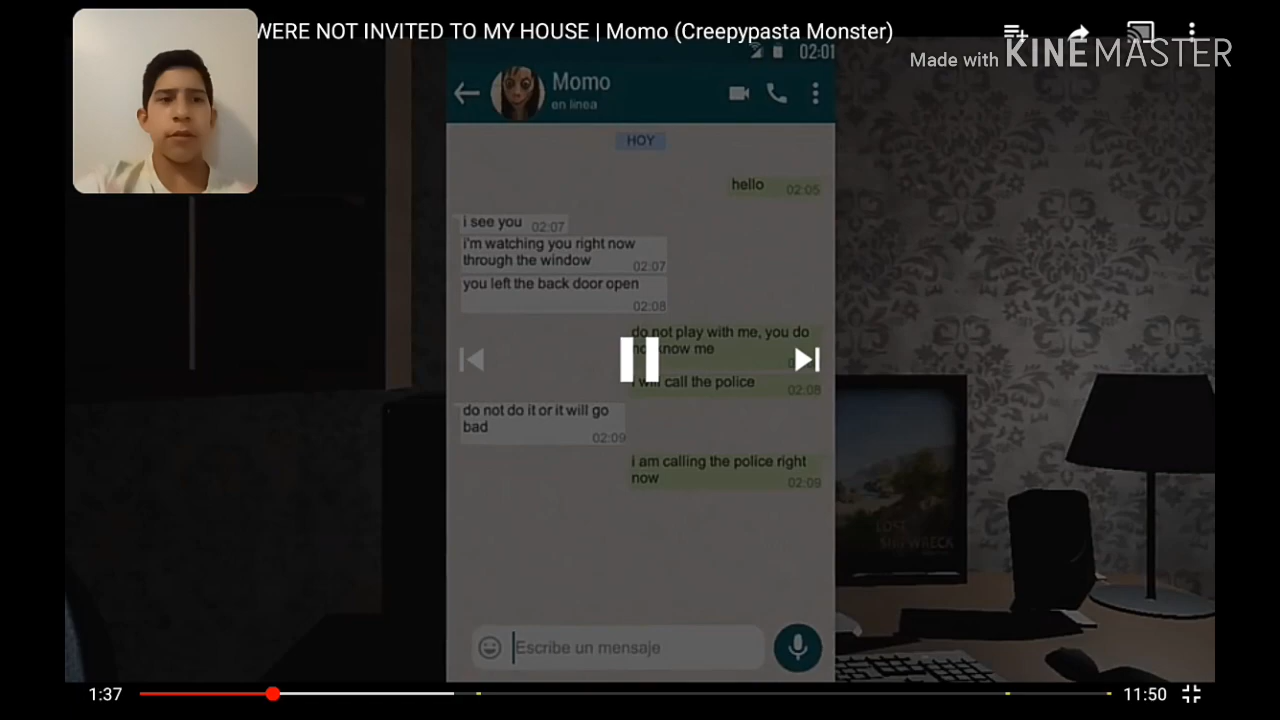 WERE NOT INVITED TO MY HOUSE | Momo (Creepypasta Monster)
Made with KINEMASTER
02:01
Momo
en linea
HOY
hello 02:05
i see you 02:07
i'm watching you right now
through the window
02:07
you left the back door open
02:08
do not play with me, you do
know me
i will call the police
02:08
do not do it or it will go
bad
02:09
i am calling the police right
now
02:09
LOST
SHIPWRECK
Escribe un mensaje
1:37
11:50